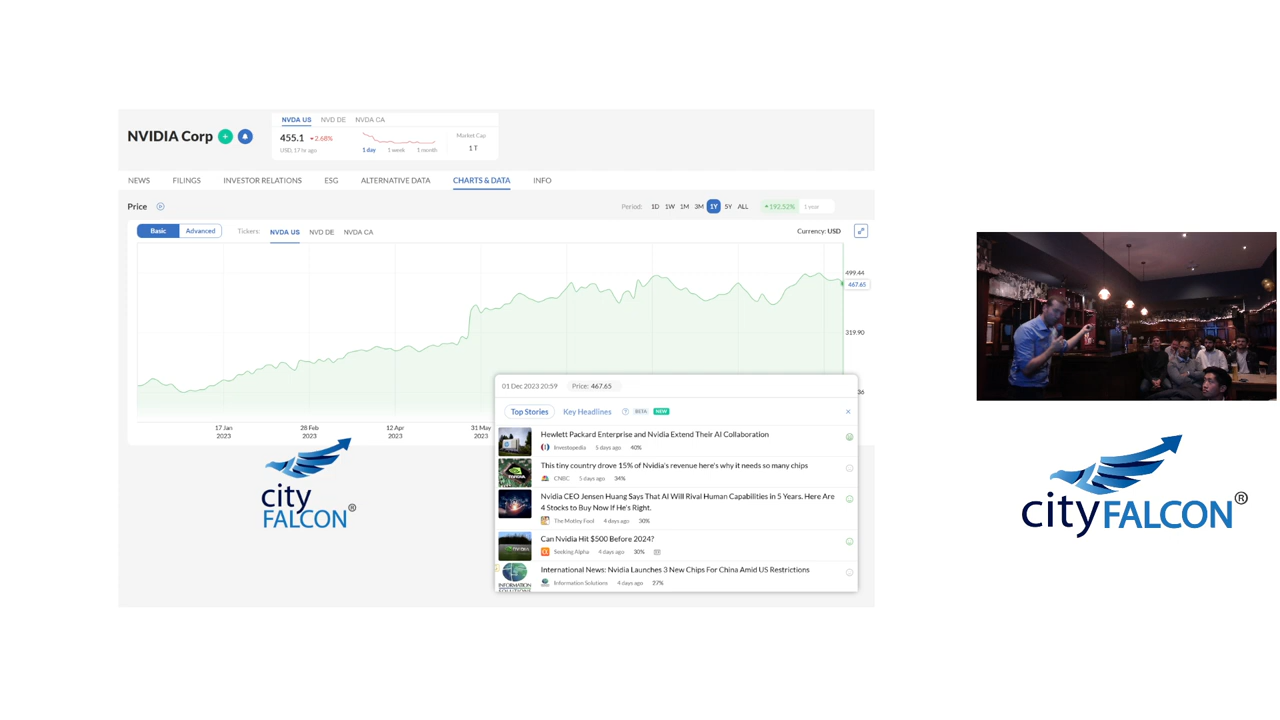 NVIDIA Corp
NVDA US NVD DE NVDA CA
455.1 2.68%
USD, 17 hr ago
1 day 1 week 1 month
Market Cap
1 T
NEWS FILINGS INVESTOR RELATIONS ESG ALTERNATIVE DATA CHARTS & DATA INFO
Price
Period: 1D 1W 1M 3M 1Y 5Y ALL +192.52% 1 year
Basic Advanced Tickers: NVDA US NVD DE NVDA CA Currency: USD
499.44
467.65
319.90
36
17 Jan 2023
28 Feb 2023
12 Apr 2023
31 May 2023
01 Dec 2023 20:59 Price: 467.65
Top Stories Key Headlines BETA NEW
Hewlett Packard Enterprise and Nvidia Extend Their AI Collaboration
Investopedia 5 days ago 40%
This tiny country drove 15% of Nvidia's revenue here's why it needs so many chips
CNBC 5 days ago 34%
Nvidia CEO Jensen Huang Says That AI Will Rival Human Capabilities in 5 Years. Here Are
4 Stocks to Buy Now If He's Right.
The Motley Fool 4 days ago 30%
Can Nvidia Hit $500 Before 2024?
Seeking Alpha 4 days ago 30%
International News: Nvidia Launches 3 New Chips For China Amid US Restrictions
Information Solutions 4 days ago 27%
INFORMATION
SOLUTIONS
city
FALCON®
cityFALCON®